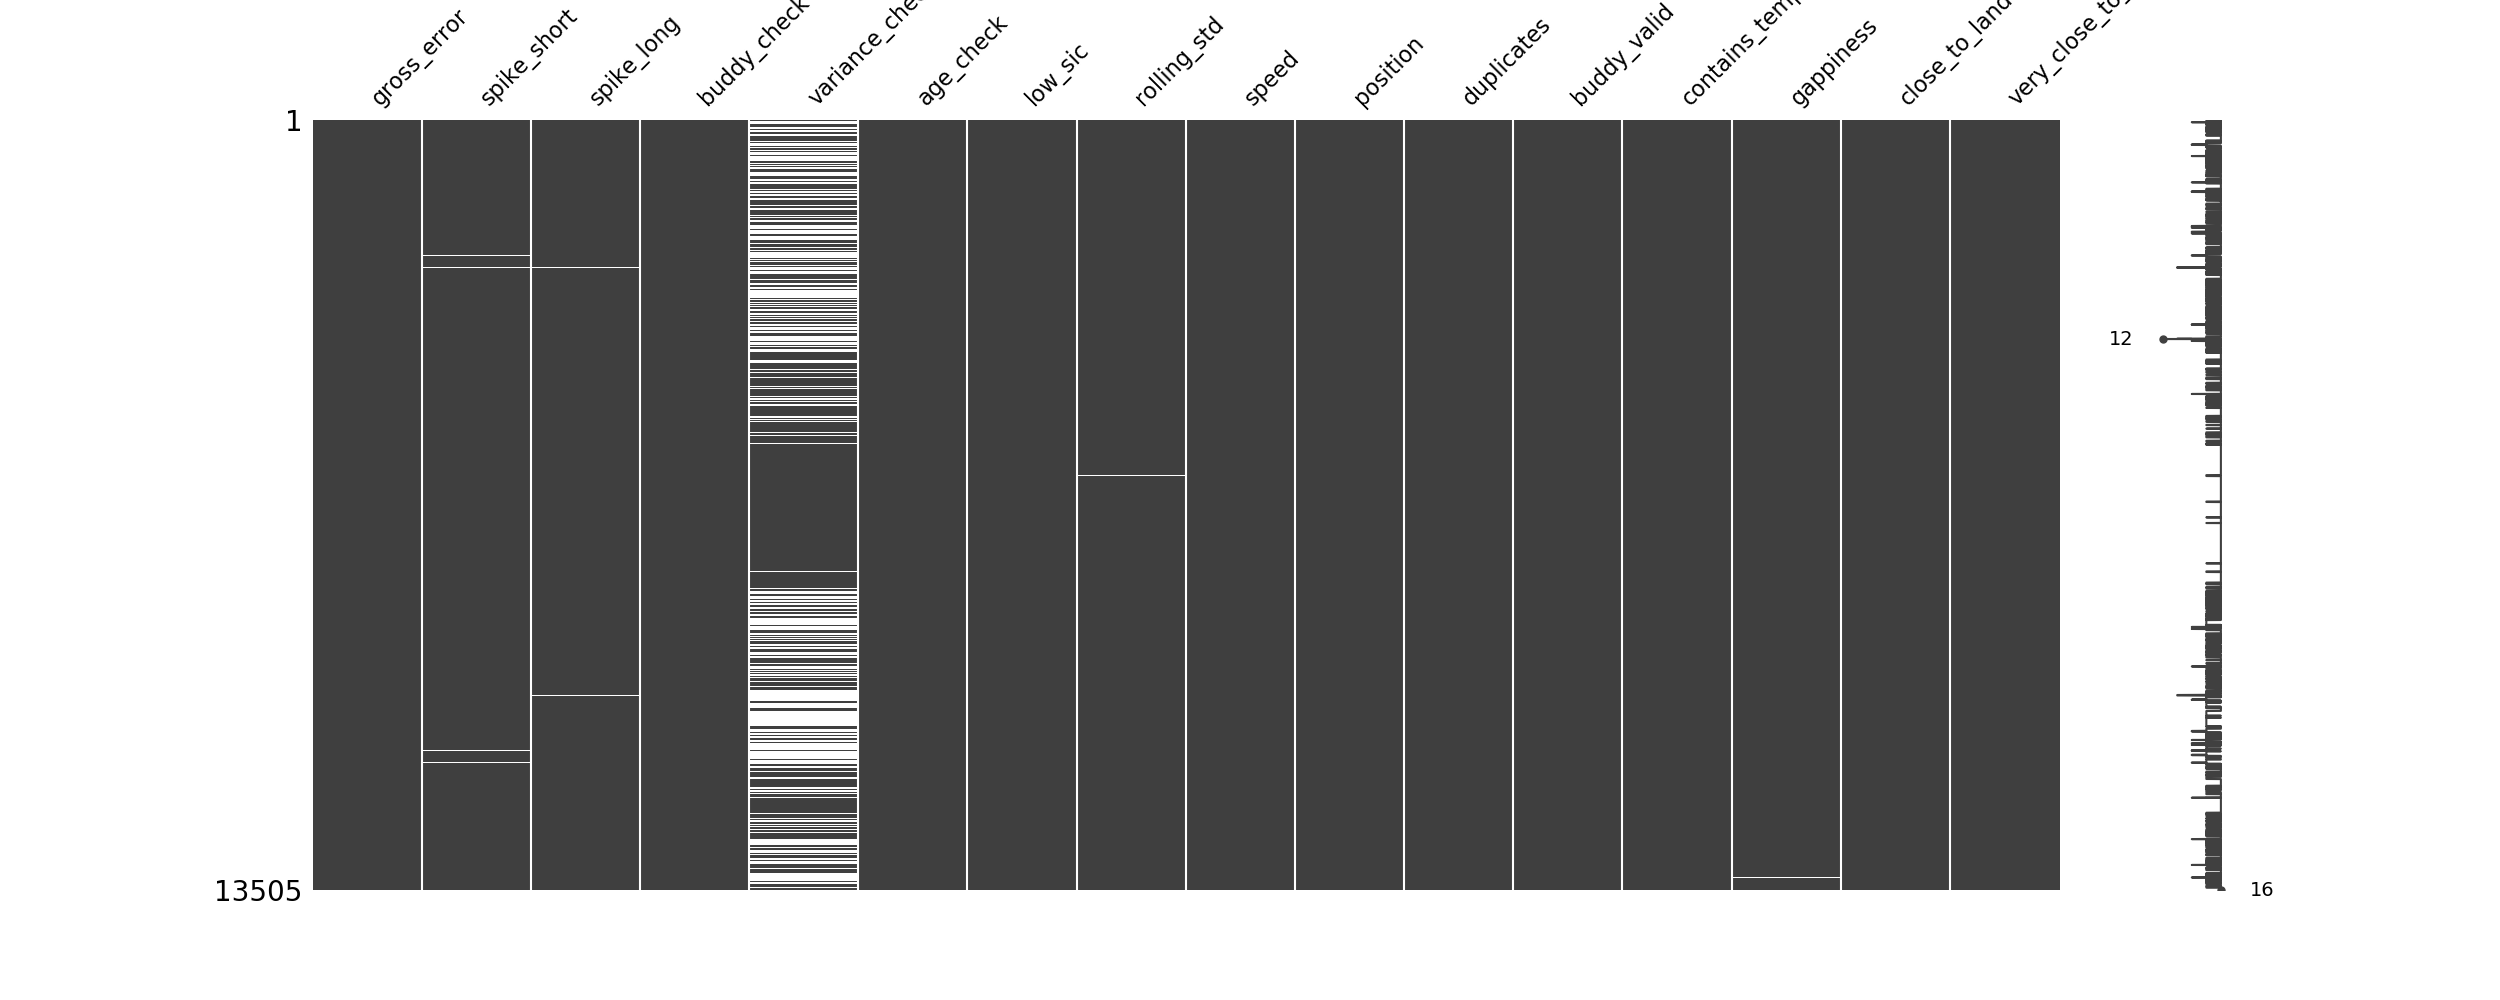 gross_error
spike_short
spike_long
buddy_check
age_check
low_sic
rolling_std
speed
position
duplicates
buddy_valid
gappiness
close_to_land
1
12
13505
16